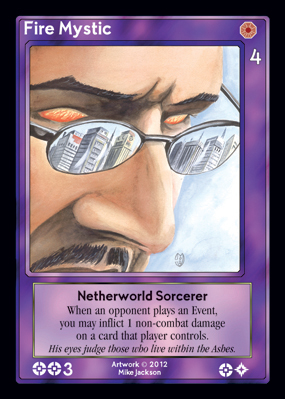 Fire Mystic
4
Netherworld Sorcerer
When an opponent plays an Event,
you may inflict 1 non-combat damage
on a card that player controls.
His eyes judge those who live within the Ashes.
3
Artwork © 2012
Mike Jackson